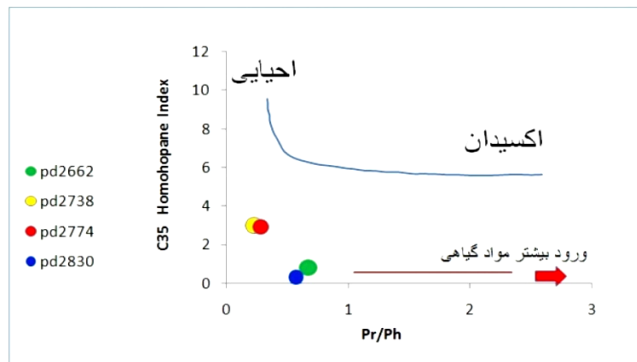 12
10
8
6
4
2
0
0
1
2
3
C35 Homohopane Index
Pr/Ph
احیایی
اکسیدان
ورود بیشتر مواد گیاهی
pd2662
pd2738
pd2774
pd2830